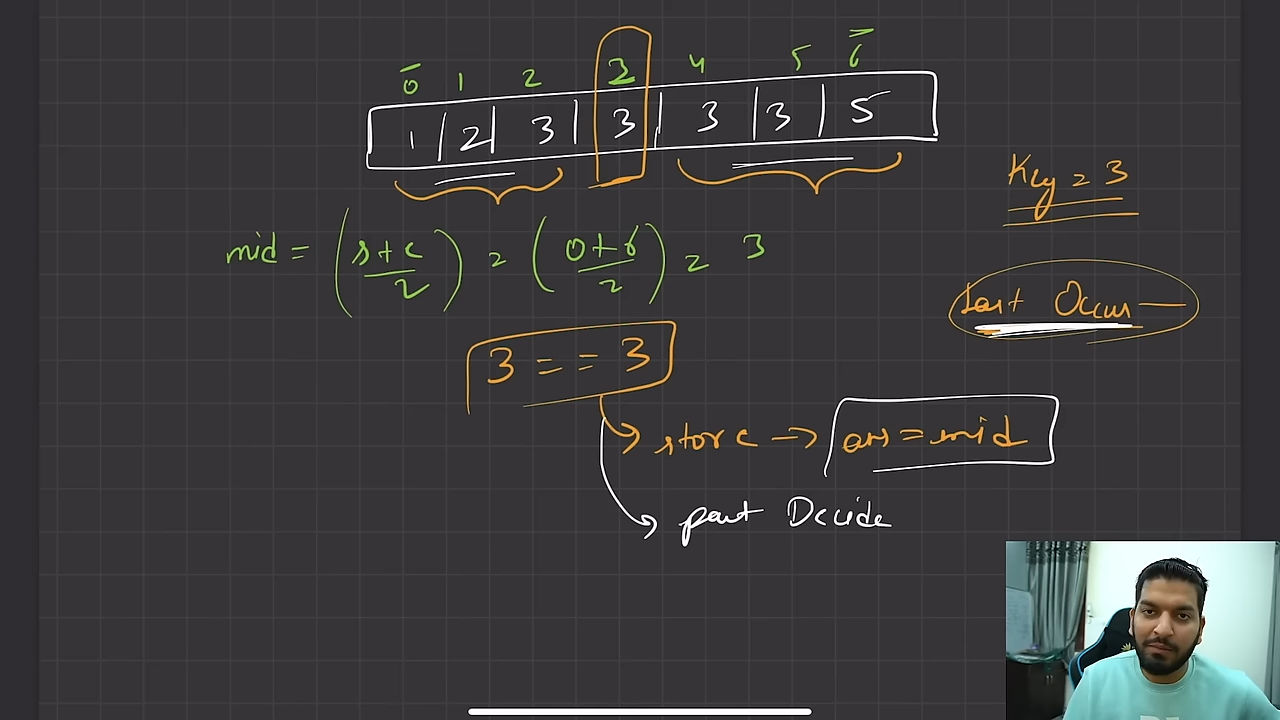 0 1 2 3 4 5 6
1 | 2 | 3 | 3 | 3 | 3 | 5
Key = 3
mid = (s+e/2) = (0+6/2) = 3
Last Occur—
3 == 3
store → ans = mid
part Decide